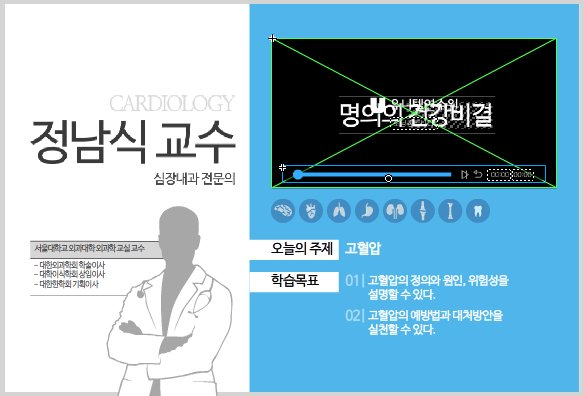 CARDIOLOGY
정남식 교수
심장내과 전문의
서울대학교 외과대학 외과학 교실 교수
– 대한외과학회 학술이사
– 대학이식학회 상임이사
– 대한한학회 기획이사
명의의 건강비결
00:00/00:00
오늘의 주제 고혈압
학습목표
01| 고혈압의 정의와 원인, 위험성을
설명할 수 있다.
02| 고혈압의 예방법과 대처방안을
실천할 수 있다.